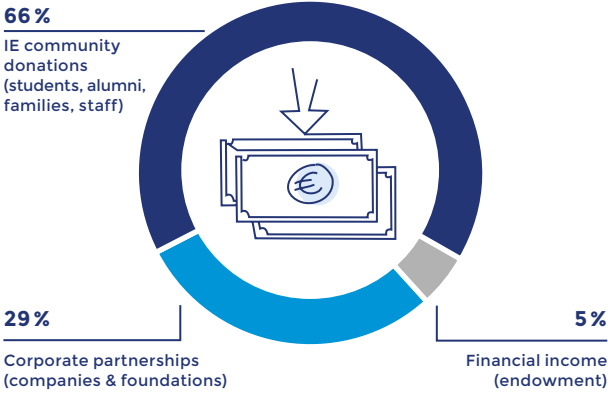 66%
IE community
donations
(students, alumni,
families, staff)
29%
Corporate partnerships
(companies & foundations)
5%
Financial income
(endowment)
€